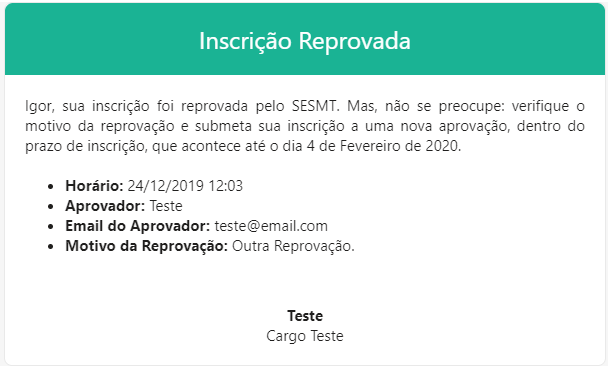 Inscrição Reprovada
Igor, sua inscrição foi reprovada pelo SESMT. Mas, não se preocupe: verifique o
motivo da reprovação e submeta sua inscrição a uma nova aprovação, dentro do
prazo de inscrição, que acontece até o dia 4 de Fevereiro de 2020.
• Horário: 24/12/2019 12:03
• Aprovador: Teste
• Email do Aprovador: teste@email.com
• Motivo da Reprovação: Outra Reprovação.
Teste
Cargo Teste